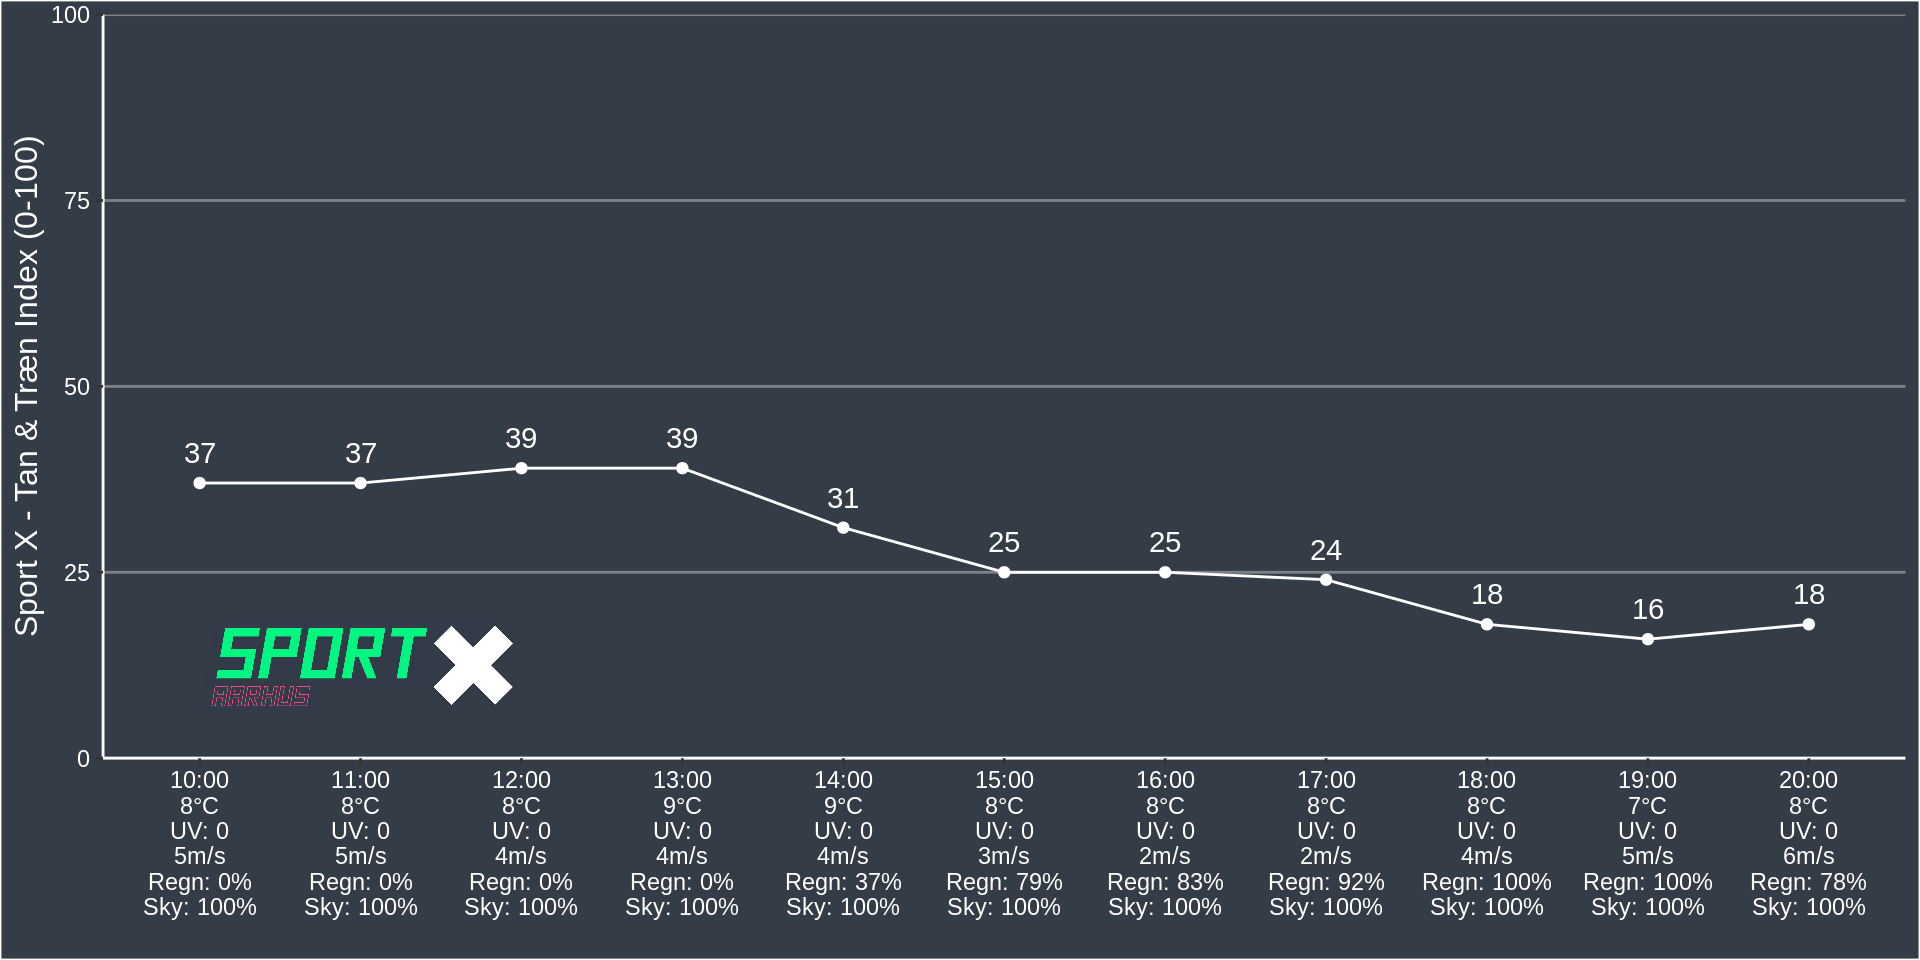 Sport X - Tan & Træn Index (0-100)
100
75
50
25
0
37
37
39
39
31
25
25
24
18
16
18
SPORT X
AARHUS
10:00
8°C
UV: 0
5m/s
Regn: 0%
Sky: 100%
11:00
8°C
UV: 0
5m/s
Regn: 0%
Sky: 100%
12:00
8°C
UV: 0
4m/s
Regn: 0%
Sky: 100%
13:00
9°C
UV: 0
4m/s
Regn: 0%
Sky: 100%
14:00
9°C
UV: 0
4m/s
Regn: 37%
Sky: 100%
15:00
8°C
UV: 0
3m/s
Regn: 79%
Sky: 100%
16:00
8°C
UV: 0
2m/s
Regn: 83%
Sky: 100%
17:00
8°C
UV: 0
2m/s
Regn: 92%
Sky: 100%
18:00
8°C
UV: 0
4m/s
Regn: 100%
Sky: 100%
19:00
7°C
UV: 0
5m/s
Regn: 100%
Sky: 100%
20:00
8°C
UV: 0
6m/s
Regn: 78%
Sky: 100%